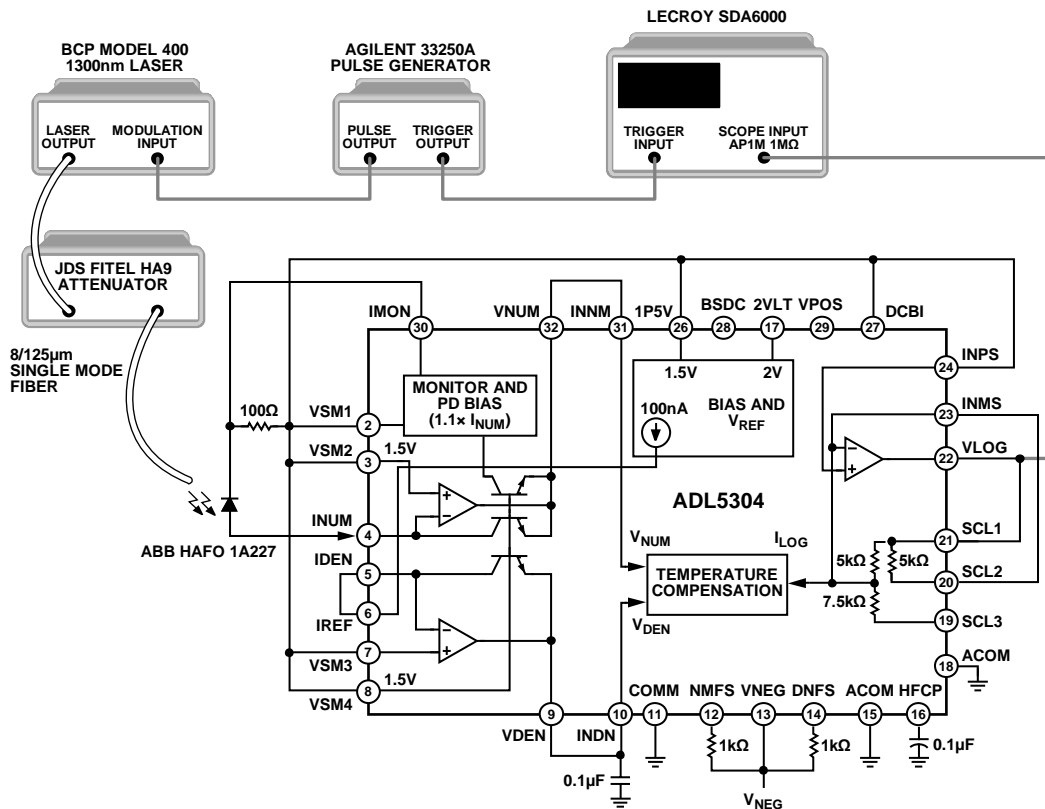 LECROY SDA6000
BCP MODEL 400
1300nm LASER
AGILENT 33250A
PULSE GENERATOR
LASER
OUTPUT
MODULATION
INPUT
PULSE
OUTPUT
TRIGGER
OUTPUT
TRIGGER
INPUT
SCOPE INPUT
AP1M 1MΩ
JDS FITEL HA9
ATTENUATOR
8/125µm
SINGLE MODE
FIBER
IMON
VNUM
INNM
1P5V
BSDC
2VLT
VPOS
DCBI
30
32
31
26
28
17
29
27
INPS
24
INMS
23
VLOG
22
MONITOR AND
PD BIAS
(1.1× INUM)
1.5V
2V
100nA
BIAS AND
VREF
100Ω
VSM1
2
VSM2
3
1.5V
INUM
4
ABB HAFO 1A227
IDEN
5
IREF
6
VSM3
7
8
1.5V
VSM4
+
−
−
+
−
+
ADL5304
VNUM
ILOG
TEMPERATURE
COMPENSATION
VDEN
5kΩ
5kΩ
7.5kΩ
SCL1
21
SCL2
20
SCL3
19
ACOM
18
COMM
NMFS
VNEG
DNFS
ACOM
HFCP
9
10
11
12
13
14
15
16
VDEN
INDN
1kΩ
1kΩ
0.1µF
0.1µF
VNEG